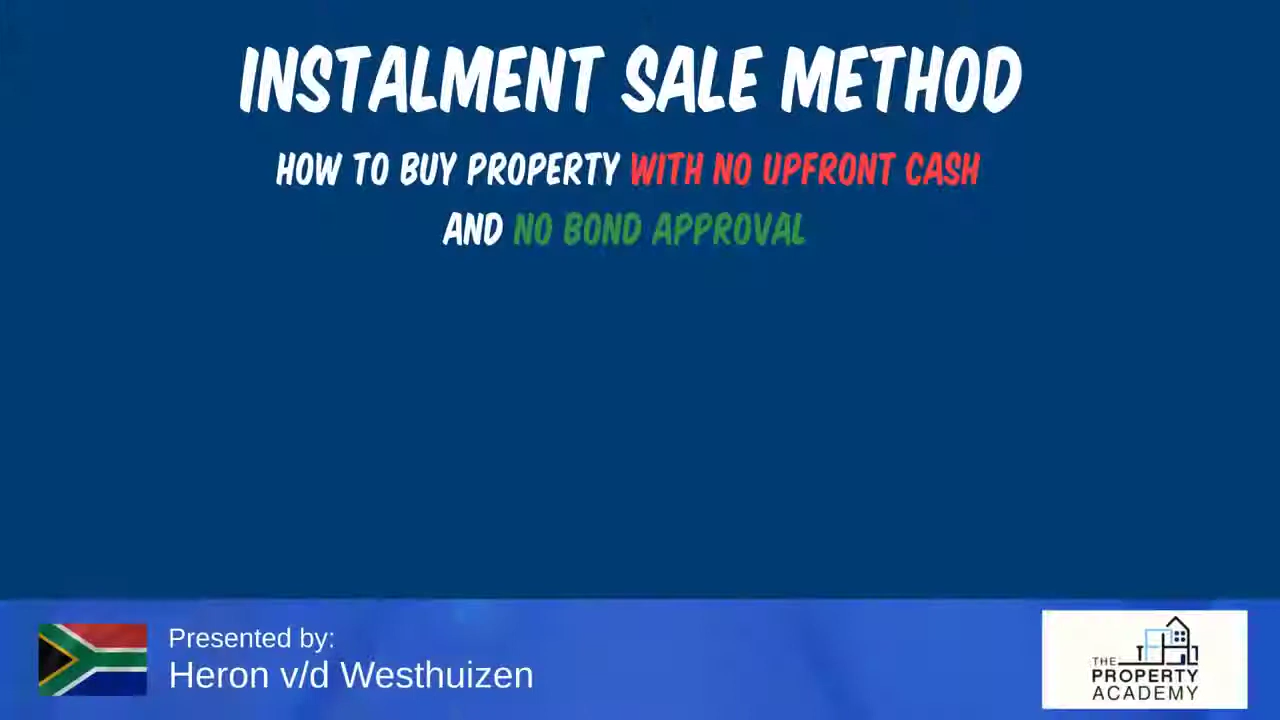 INSTALMENT SALE METHOD
HOW TO BUY PROPERTY WITH NO UPFRONT CASH
AND NO BOND APPROVAL
Presented by:
Heron v/d Westhuizen
THE
PROPERTY
ACADEMY